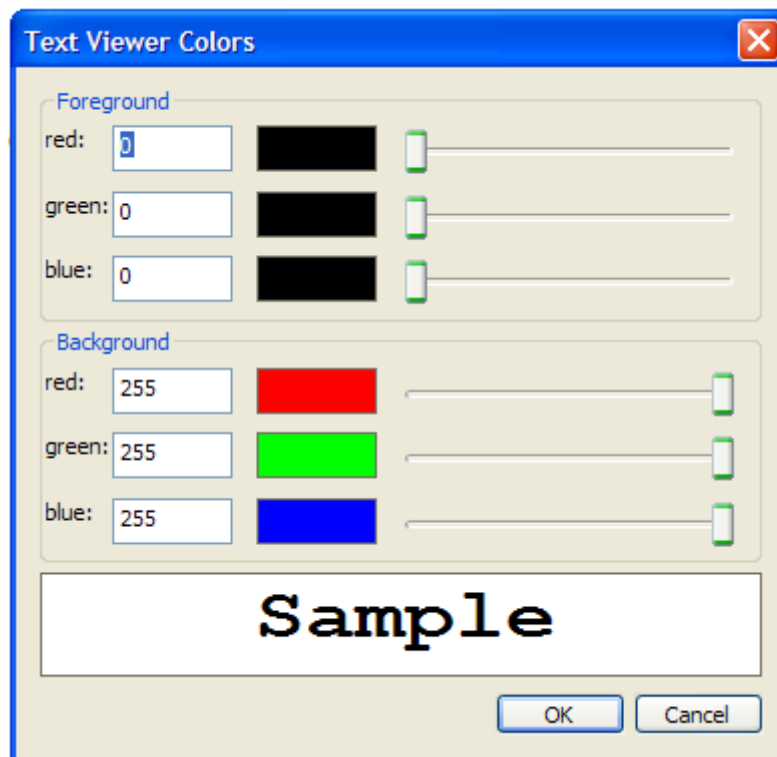 Text Viewer Colors
Foreground
red: 0
green: 0
blue: 0
Background
red: 255
green: 255
blue: 255
Sample
OK Cancel